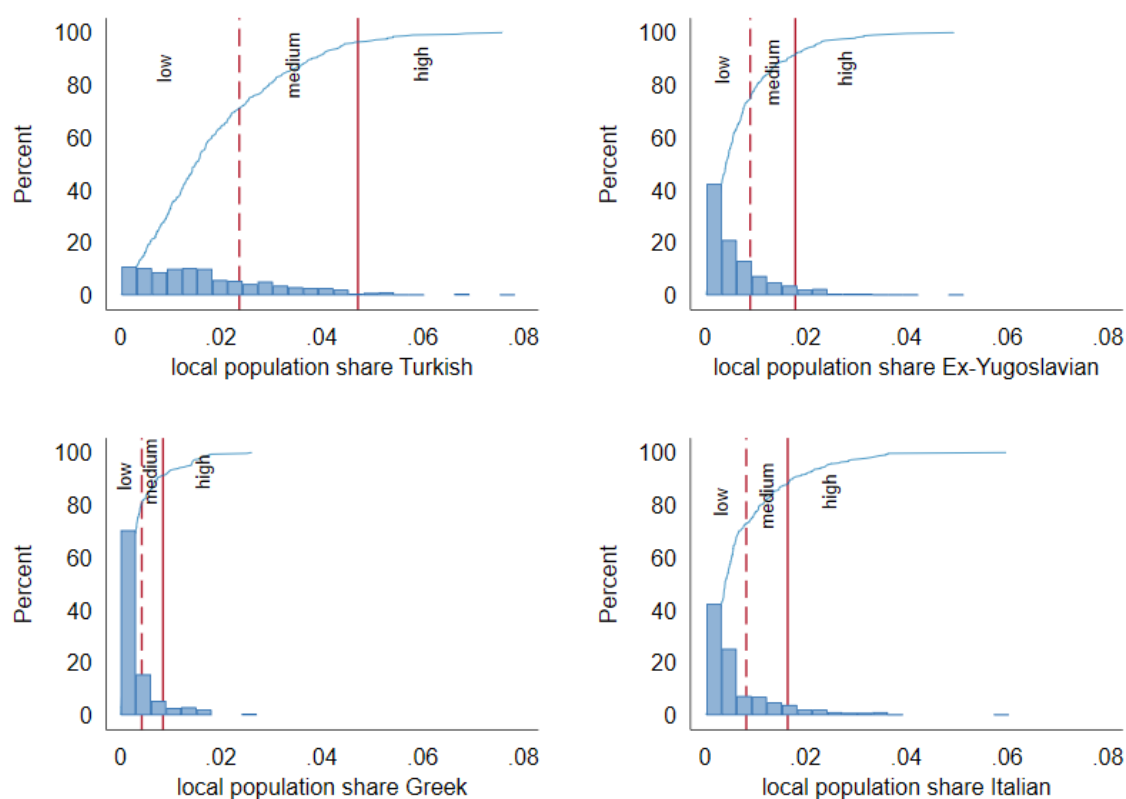 100
80
60
40
20
0
Percent
low
medium
high
0 .02 .04 .06 .08
local population share Turkish
100
80
60
40
20
0
Percent
low
medium
high
0 .02 .04 .06 .08
local population share Ex-Yugoslavian
100
80
60
40
20
0
Percent
low
medium
high
0 .02 .04 .06 .08
local population share Greek
100
80
60
40
20
0
Percent
low
medium
high
0 .02 .04 .06 .08
local population share Italian